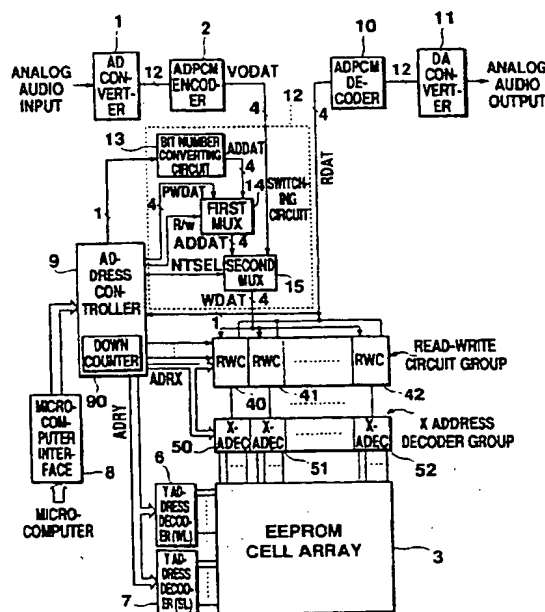 1
2
10
11
ANALOG
AUDIO
INPUT
AD
CONVERT-
ER
12
ADPCM
ENCODER
VODAT
ADPCM DE-
CODER
12
DA
CONVERT-
ER
ANALOG
AUDIO
OUTPUT
4
12
4
RDAT
13
BIT NUMBER
CONVERTING
CIRCUIT
ADDAT
4
PWDAT
4
14
SWITCH-
ING
CIRCUIT
1
R/w
FIRST
MUX
ADDAT
4
9
NTSEL
SECOND
MUX
15
WDAT
4
AD-
DRESS
CON-
TROLLER
1
DOWN
COUNTER
90
ADRX
RWC
RWC
RWC
READ-WRITE
CIRCUIT GROUP
40
41
42
ADRY
MICRO-
COM-
PUTER
INTER-
FACE
8
50
X-
ADEC
X-
ADEC
X-
ADEC
X ADDRESS
DECODER GROUP
51
52
MICRO-
COMPUTER
6
Y AD-
DRESS
DECOD-
ER(WL)
EEPROM
CELL ARRAY
3
Y AD-
DRESS
DECOD-
ER(SL)
7